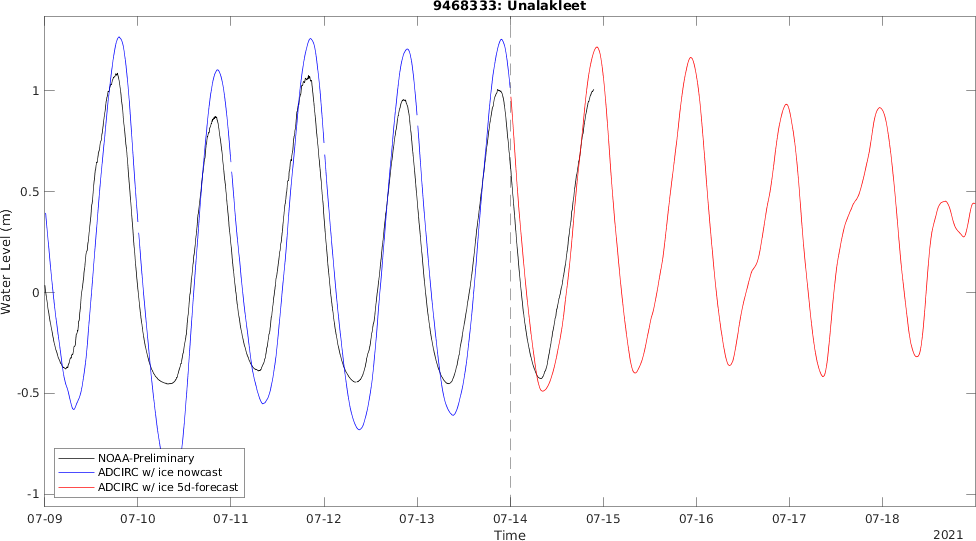 9468333: Unalakleet
Water Level (m)
1
0.5
0
-0.5
-1
NOAA-Preliminary
ADCIRC w/ ice nowcast
ADCIRC w/ ice 5d-forecast
07-09 07-10 07-11 07-12 07-13 07-14 07-15 07-16 07-17 07-18
Time
2021